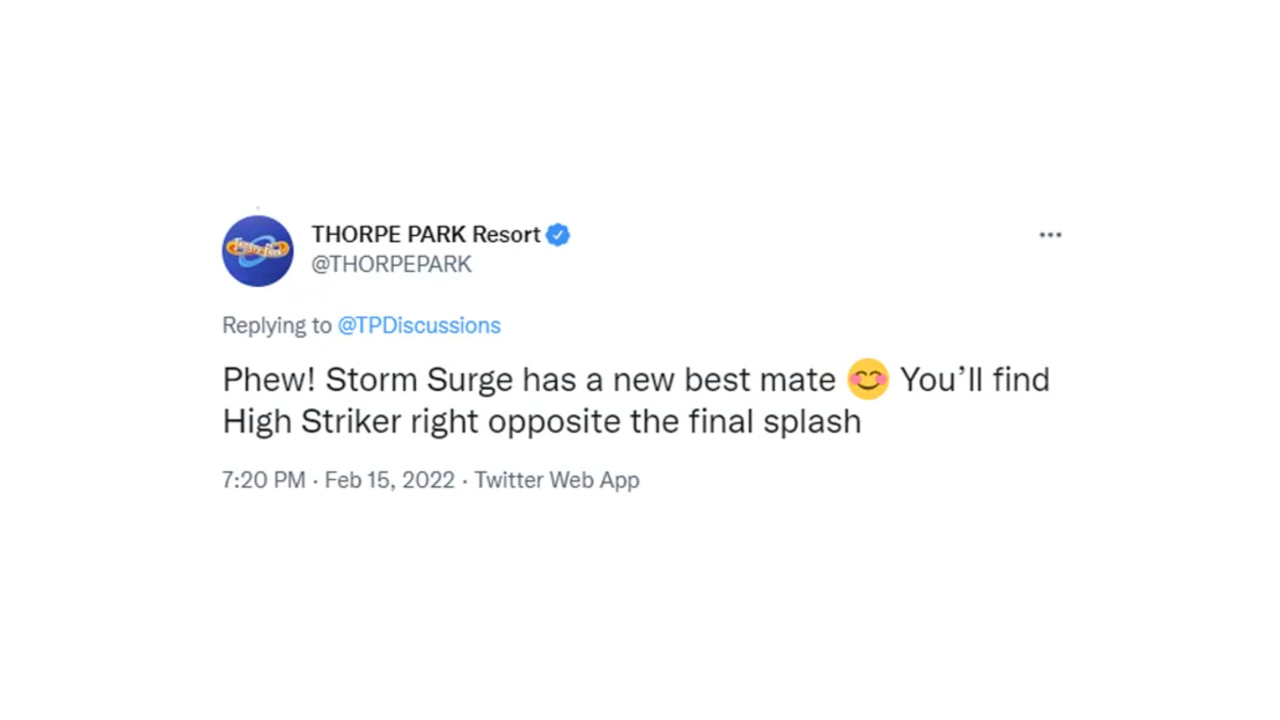 THORPE PARK Resort
@THORPEPARK
Replying to @TPDiscussions
Phew! Storm Surge has a new best mate 😊 You’ll find
High Striker right opposite the final splash
7:20 PM · Feb 15, 2022 · Twitter Web App